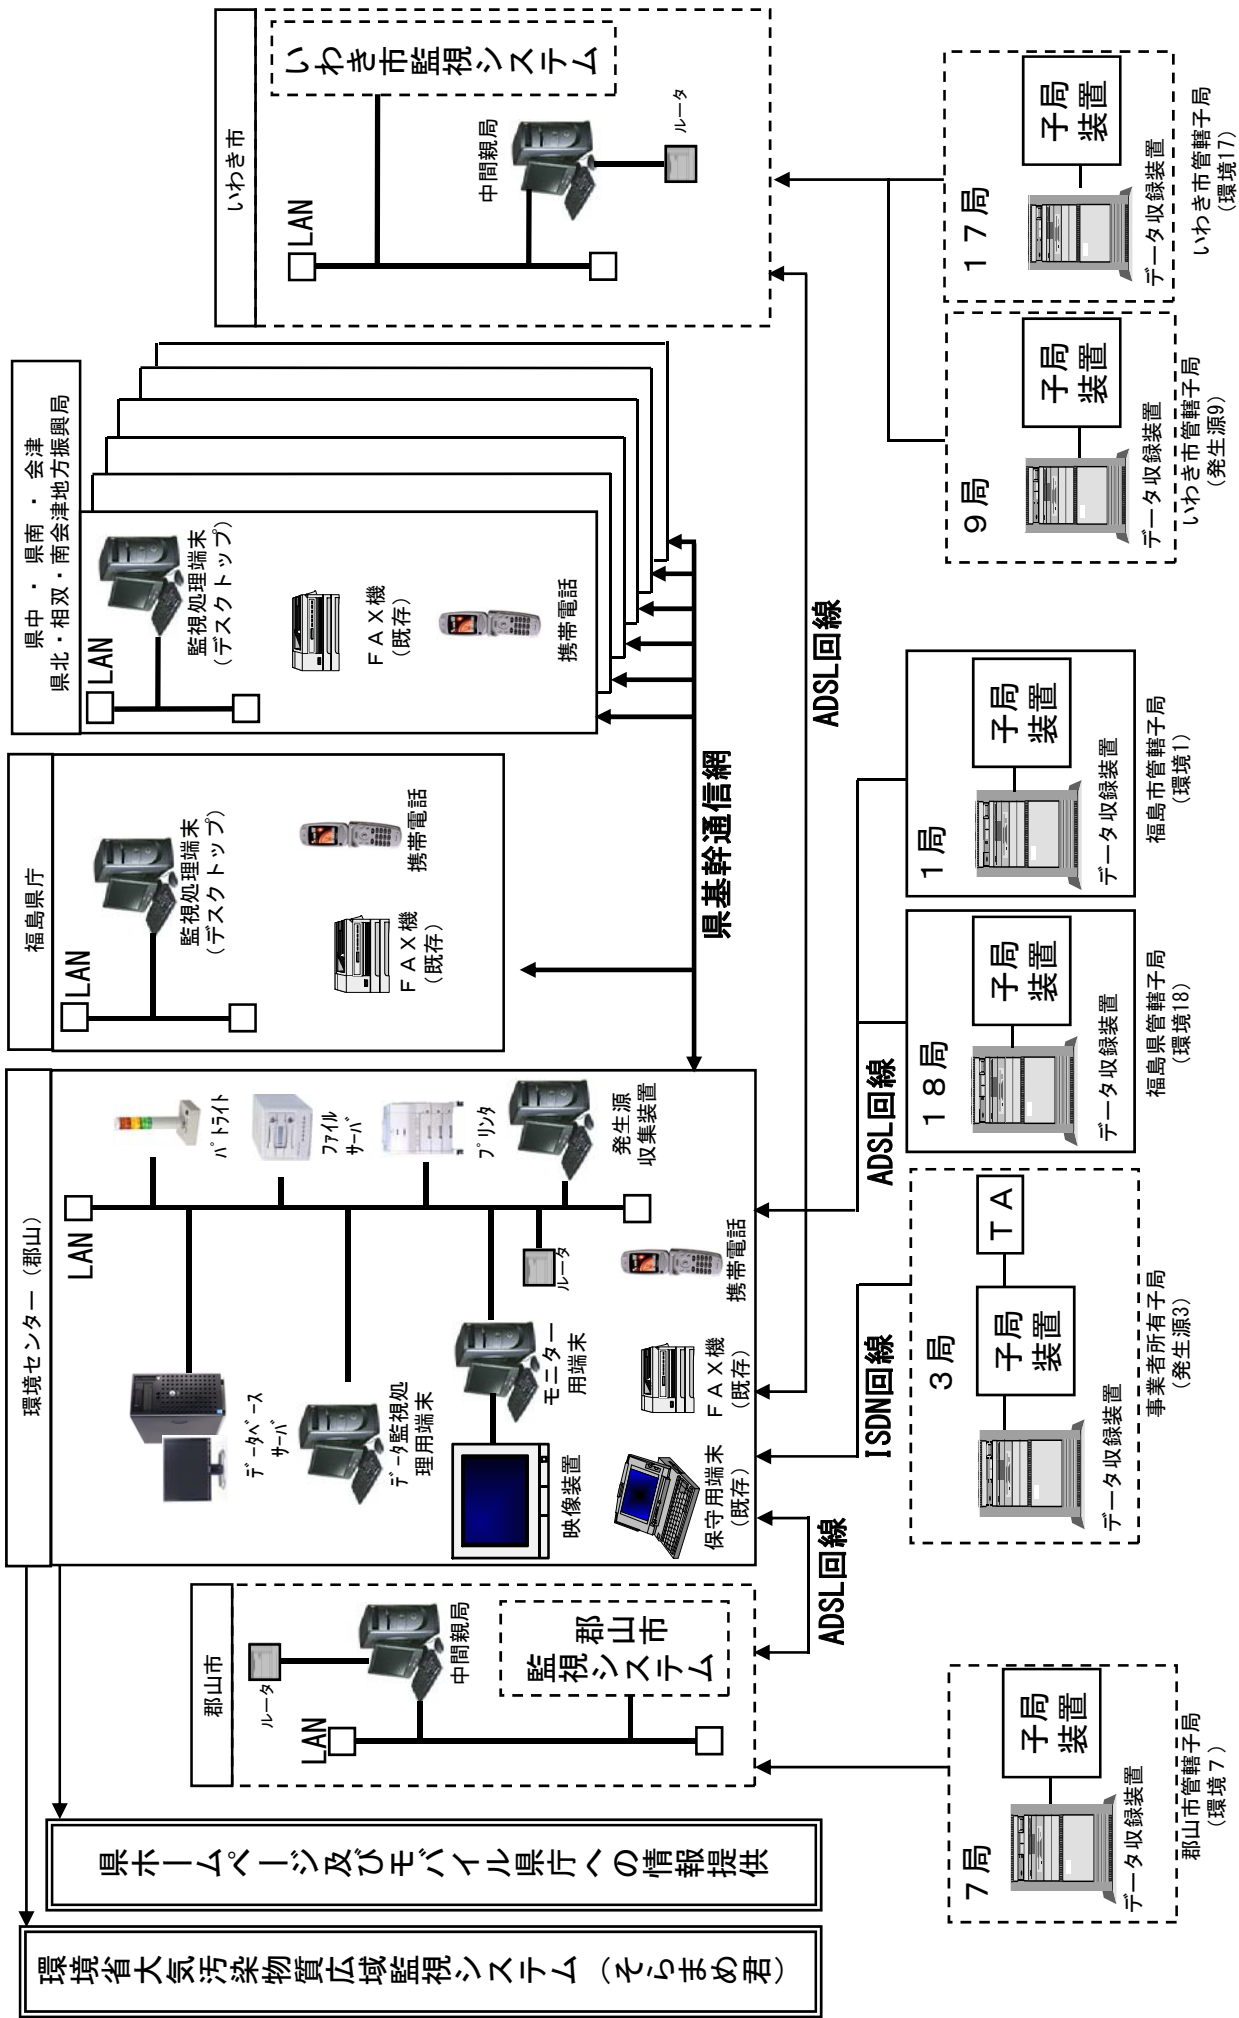 環境省大気汚染物質広域監視システム（そらまめ君）
県ホームページ及びモバイル県庁への情報提供
郡山市
ルータ
中間親局
LAN
郡山市
監視システム
環境センター（郡山）
LAN
データベース
サーバ
データ監視処
理用端末
映像装置
モニター
用端末
保守用端末
（既存）
ＦＡＸ機
（既存）
携帯電話
ルータ
パトライト
ファイル
サーバ
プリンタ
発生源
収集装置
福島県庁
LAN
監視処理端末
（デスクトップ）
ＦＡＸ機
（既存）
携帯電話
県中・県南・会津
県北・相双・南会津地方振興局
LAN
監視処理端末
（デスクトップ）
ＦＡＸ機
（既存）
携帯電話
いわき市
LAN
いわき市監視システム
中間親局
ルータ
県基幹通信網
ADSL回線
ISDN回線
ADSL回線
ADSL回線
７局
子局
装置
データ収録装置
郡山市管轄子局
（環境７）
３局
子局
装置
ＴＡ
データ収録装置
事業者所有子局
（発生源3）
１８局
子局
装置
データ収録装置
福島県管轄子局
（環境18）
１局
子局
装置
データ収録装置
福島市管轄子局
（環境1）
９局
子局
装置
データ収録装置
いわき市管轄子局
（発生源9）
１７局
子局
装置
データ収録装置
いわき市管轄子局
（環境17）